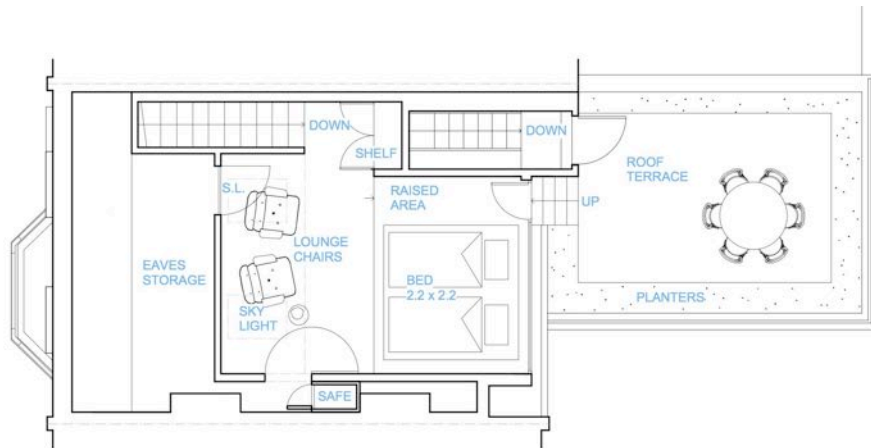 DOWN
DOWN
SHELF
ROOF
TERRACE
S.L.
RAISED
AREA
UP
LOUNGE
CHAIRS
EAVES
STORAGE
BED
2.2 x 2.2
PLANTERS
SKY
LIGHT
SAFE